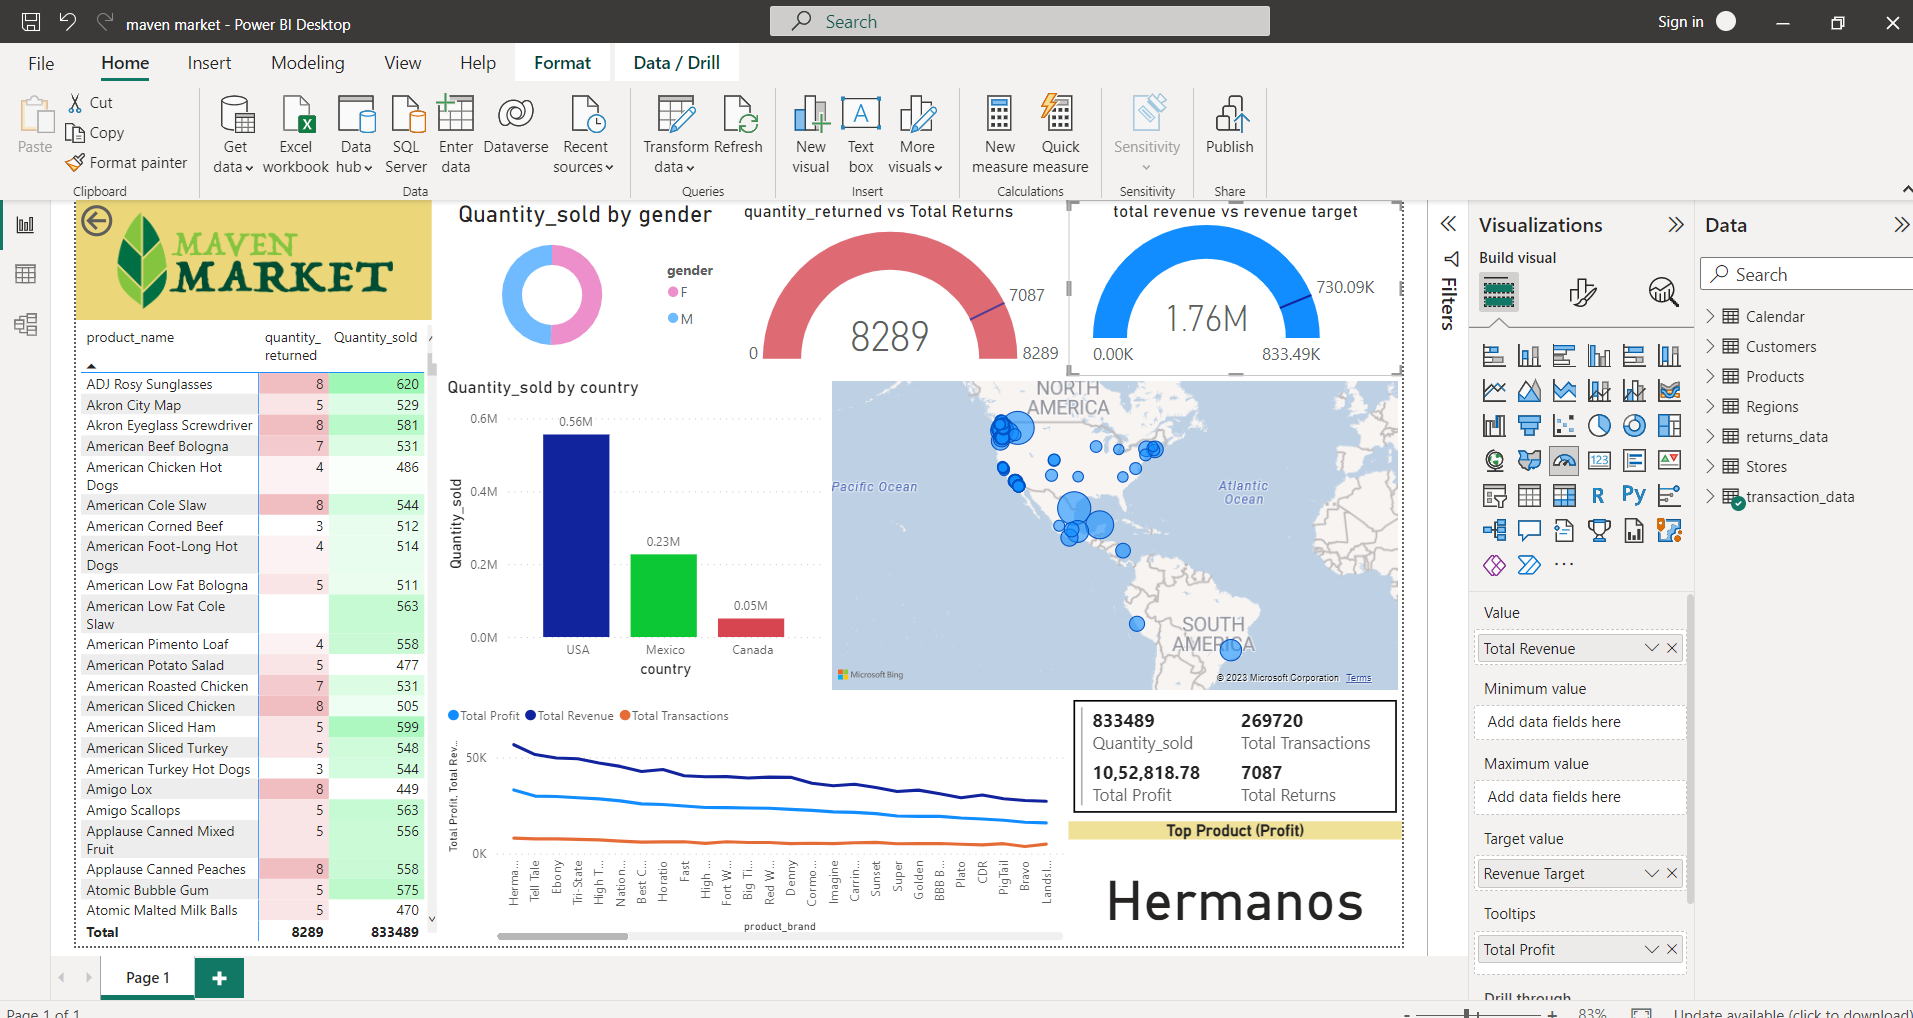 maven market - Power BI Desktop
Search
Sign in
File
Home
Insert
Modeling
View
Help
Format
Data / Drill
Paste
Cut
Copy
Format painter
Clipboard
Get data
Excel workbook
Data hub
SQL Server
Enter data
Dataverse
Recent sources
Data
Transform data
Refresh
Queries
New visual
A
Text box
More visuals
Insert
New measure
Quick measure
Calculations
Sensitivity
Sensitivity
Publish
Share
MAVEN
MARKET
product_name quantity_returned Quantity_sold
ADJ Rosy Sunglasses 8 620
Akron City Map 5 529
Akron Eyeglass Screwdriver 8 581
American Beef Bologna 7 531
American Chicken Hot Dogs 4 486
American Cole Slaw 8 544
American Corned Beef 3 512
American Foot-Long Hot Dogs 4 514
American Low Fat Bologna 5 511
American Low Fat Cole Slaw 563
American Pimento Loaf 4 558
American Potato Salad 5 477
American Roasted Chicken 7 531
American Sliced Chicken 8 505
American Sliced Ham 5 599
American Sliced Turkey 5 548
American Turkey Hot Dogs 3 544
Amigo Lox 8 449
Amigo Scallops 5 563
Applause Canned Mixed Fruit 5 556
Applause Canned Peaches 8 558
Atomic Bubble Gum 5 575
Atomic Malted Milk Balls 5 470
Total 8289 833489
Quantity_sold by gender
gender
F
M
quantity_returned vs Total Returns
7087
8289
0
8289
total revenue vs revenue target
730.09K
1.76M
0.00K
833.49K
Quantity_sold by country
Quantity_sold
0.6M
0.4M
0.2M
0.0M
0.56M
0.23M
0.05M
USA
Mexico
Canada
country
NORTH AMERICA
Pacific Ocean
Atlantic Ocean
SOUTH AMERICA
Microsoft Bing
© 2023 Microsoft Corporation Terms
Total Profit Total Revenue Total Transactions
Total Profit, Total Rev...
50K
0K
Herma...
Tell Tale
Ebony
Tri-State
High T...
Nation...
Best C...
Horatio
Fast
High ...
Fort W...
Big Ti...
Red W...
Denny
Cormo...
Imagine
Carrin...
Sunset
Super
Golden
BBB B...
Plato
CDR
PigTail
Bravo
Landsl...
product_brand
833489 269720
Quantity_sold Total Transactions
10,52,818.78 7087
Total Profit Total Returns
Top Product (Profit)
Hermanos
Filters
Visualizations
Build visual
123
R
Py
...
Value
Total Revenue
Minimum value
Add data fields here
Maximum value
Add data fields here
Target value
Revenue Target
Tooltips
Total Profit
Drill through
Data
Search
Calendar
Customers
Products
Regions
returns_data
Stores
transaction_data
Page 1
Page 1 of 1
83%
Update available (click to download)